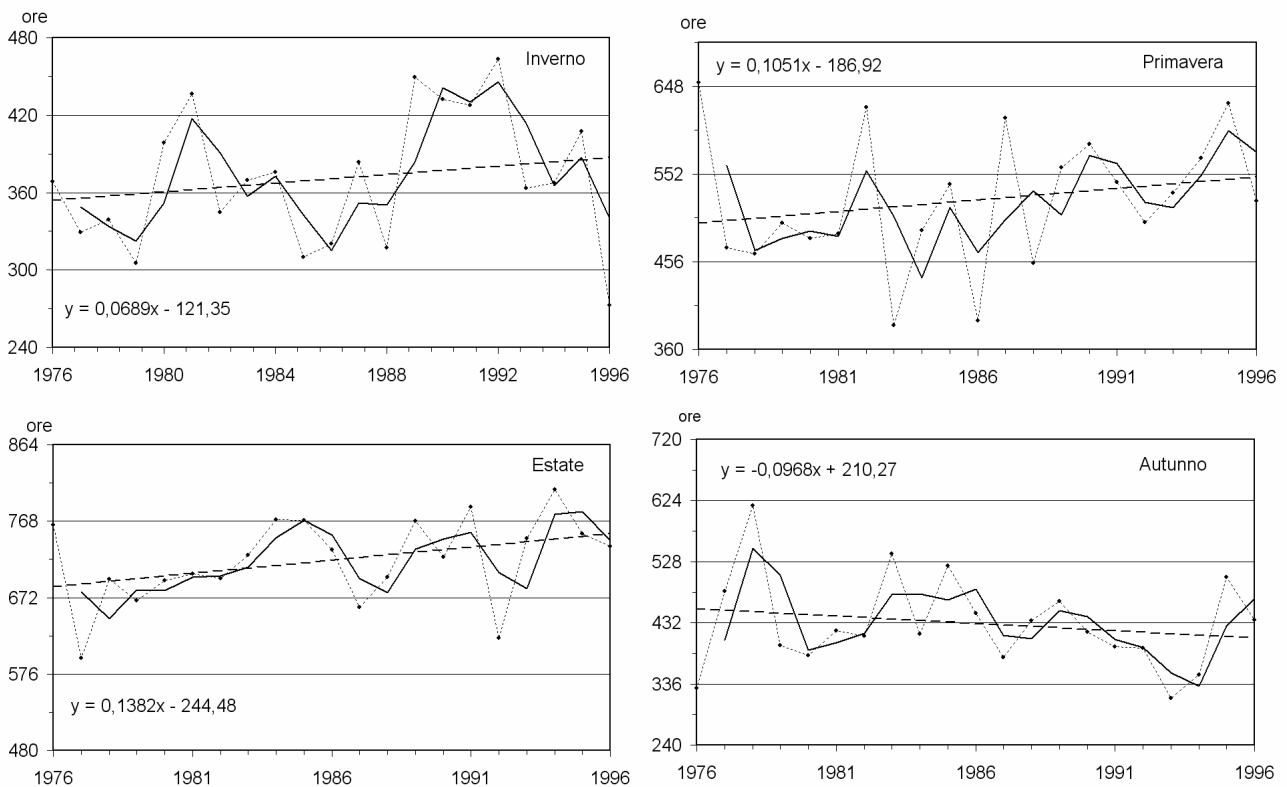 ore
480
Inverno
420
360
300
y = 0,0689x - 121,35
240
1976 1980 1984 1988 1992 1996
ore
y = 0,1051x - 186,92
Primavera
648
552
456
360
1976 1981 1986 1991 1996
ore
864
Estate
768
672
576
y = 0,1382x - 244,48
480
1976 1981 1986 1991 1996
ore
720
y = -0,0968x + 210,27
Autunno
624
528
432
336
240
1976 1981 1986 1991 1996